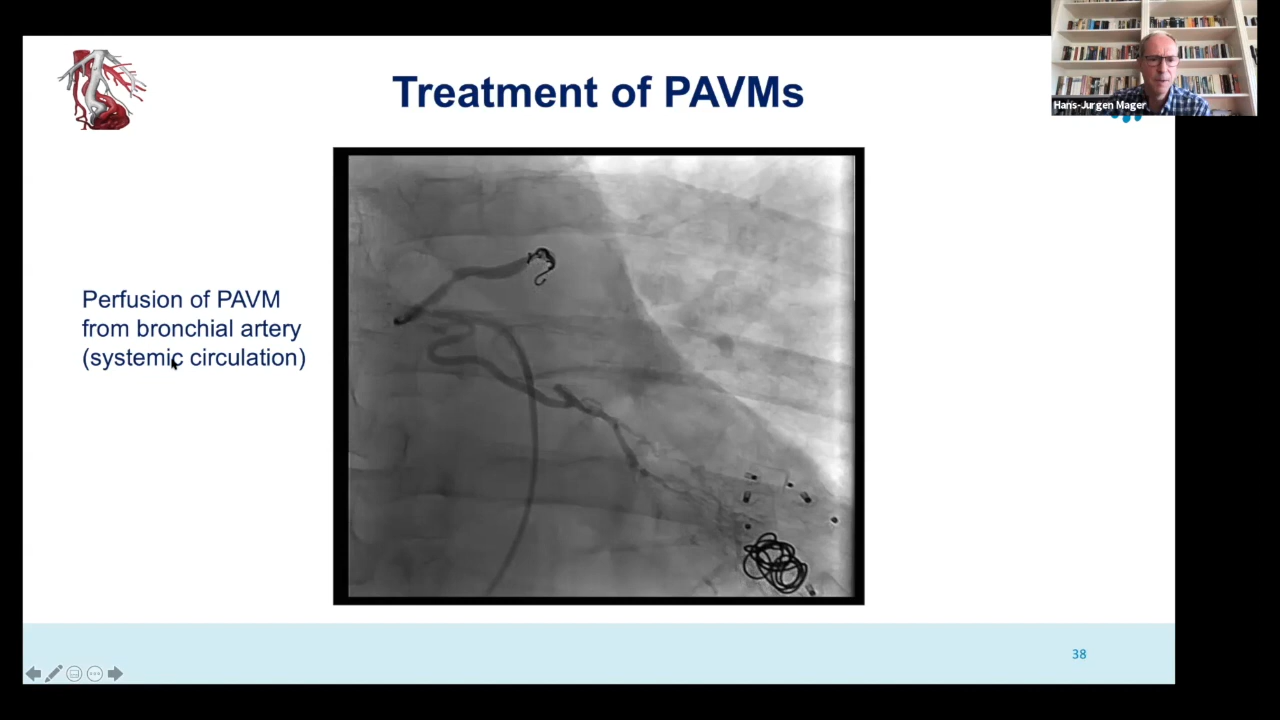 Treatment of PAVMs
Hans-Jurgen Mager
Perfusion of PAVM
from bronchial artery
(systemic circulation)
38